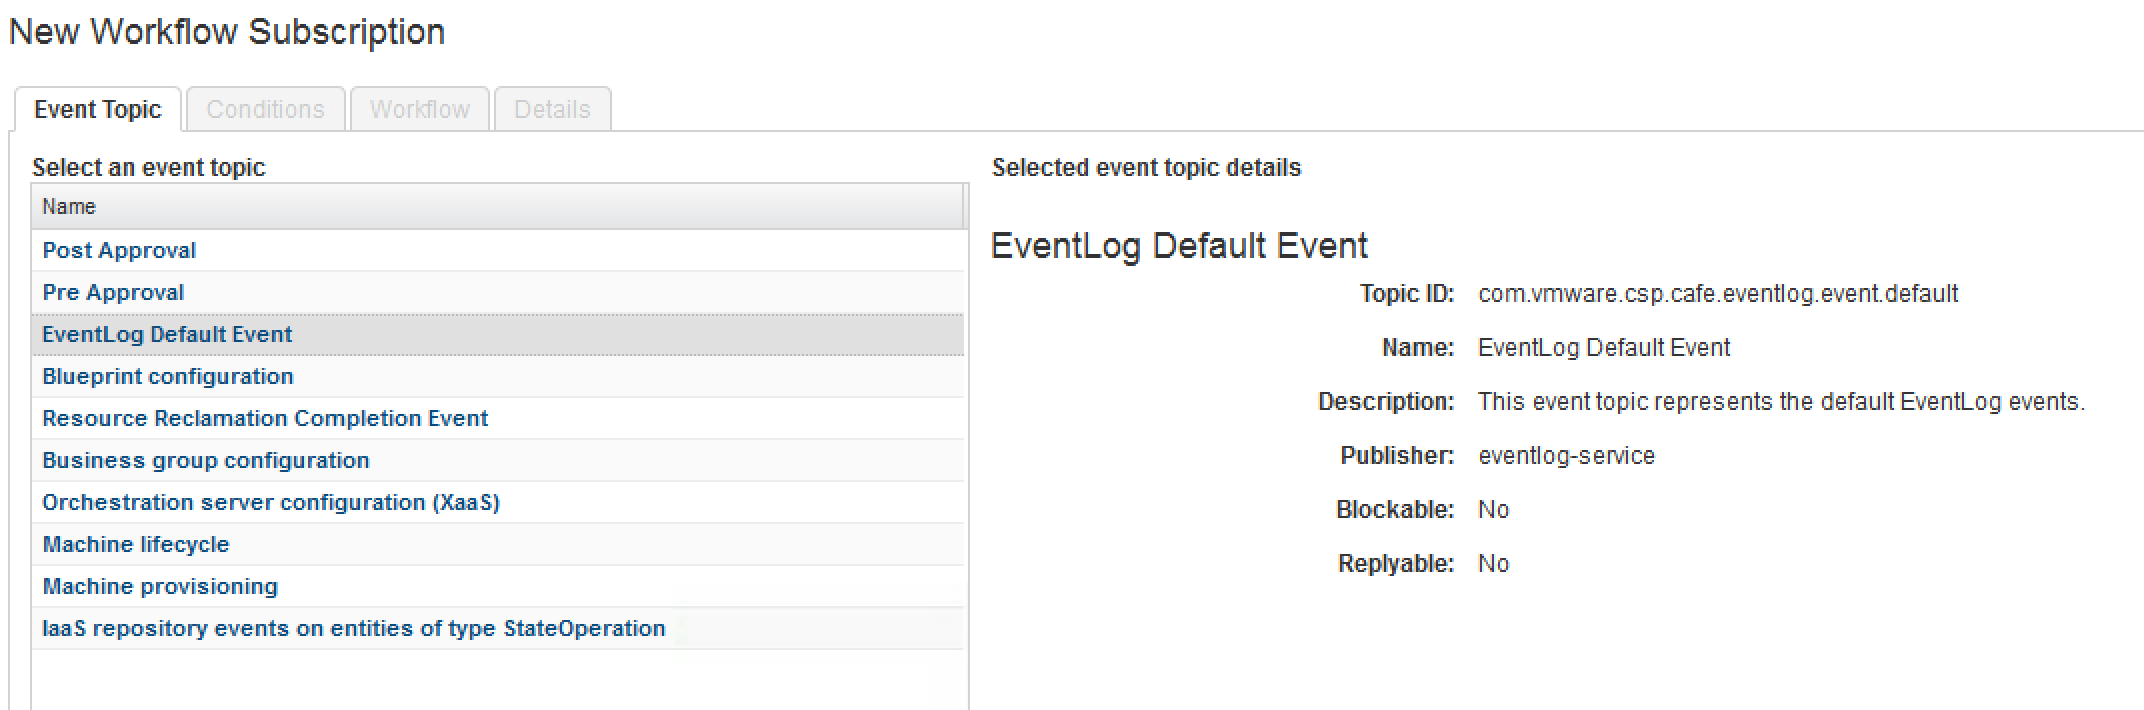 New Workflow Subscription
Event Topic Conditions Workflow Details
Select an event topic
Name
Post Approval
Pre Approval
EventLog Default Event
Blueprint configuration
Resource Reclamation Completion Event
Business group configuration
Orchestration server configuration (XaaS)
Machine lifecycle
Machine provisioning
IaaS repository events on entities of type StateOperation
Selected event topic details
EventLog Default Event
Topic ID: com.vmware.csp.cafe.eventlog.event.default
Name: EventLog Default Event
Description: This event topic represents the default EventLog events.
Publisher: eventlog-service
Blockable: No
Replyable: No